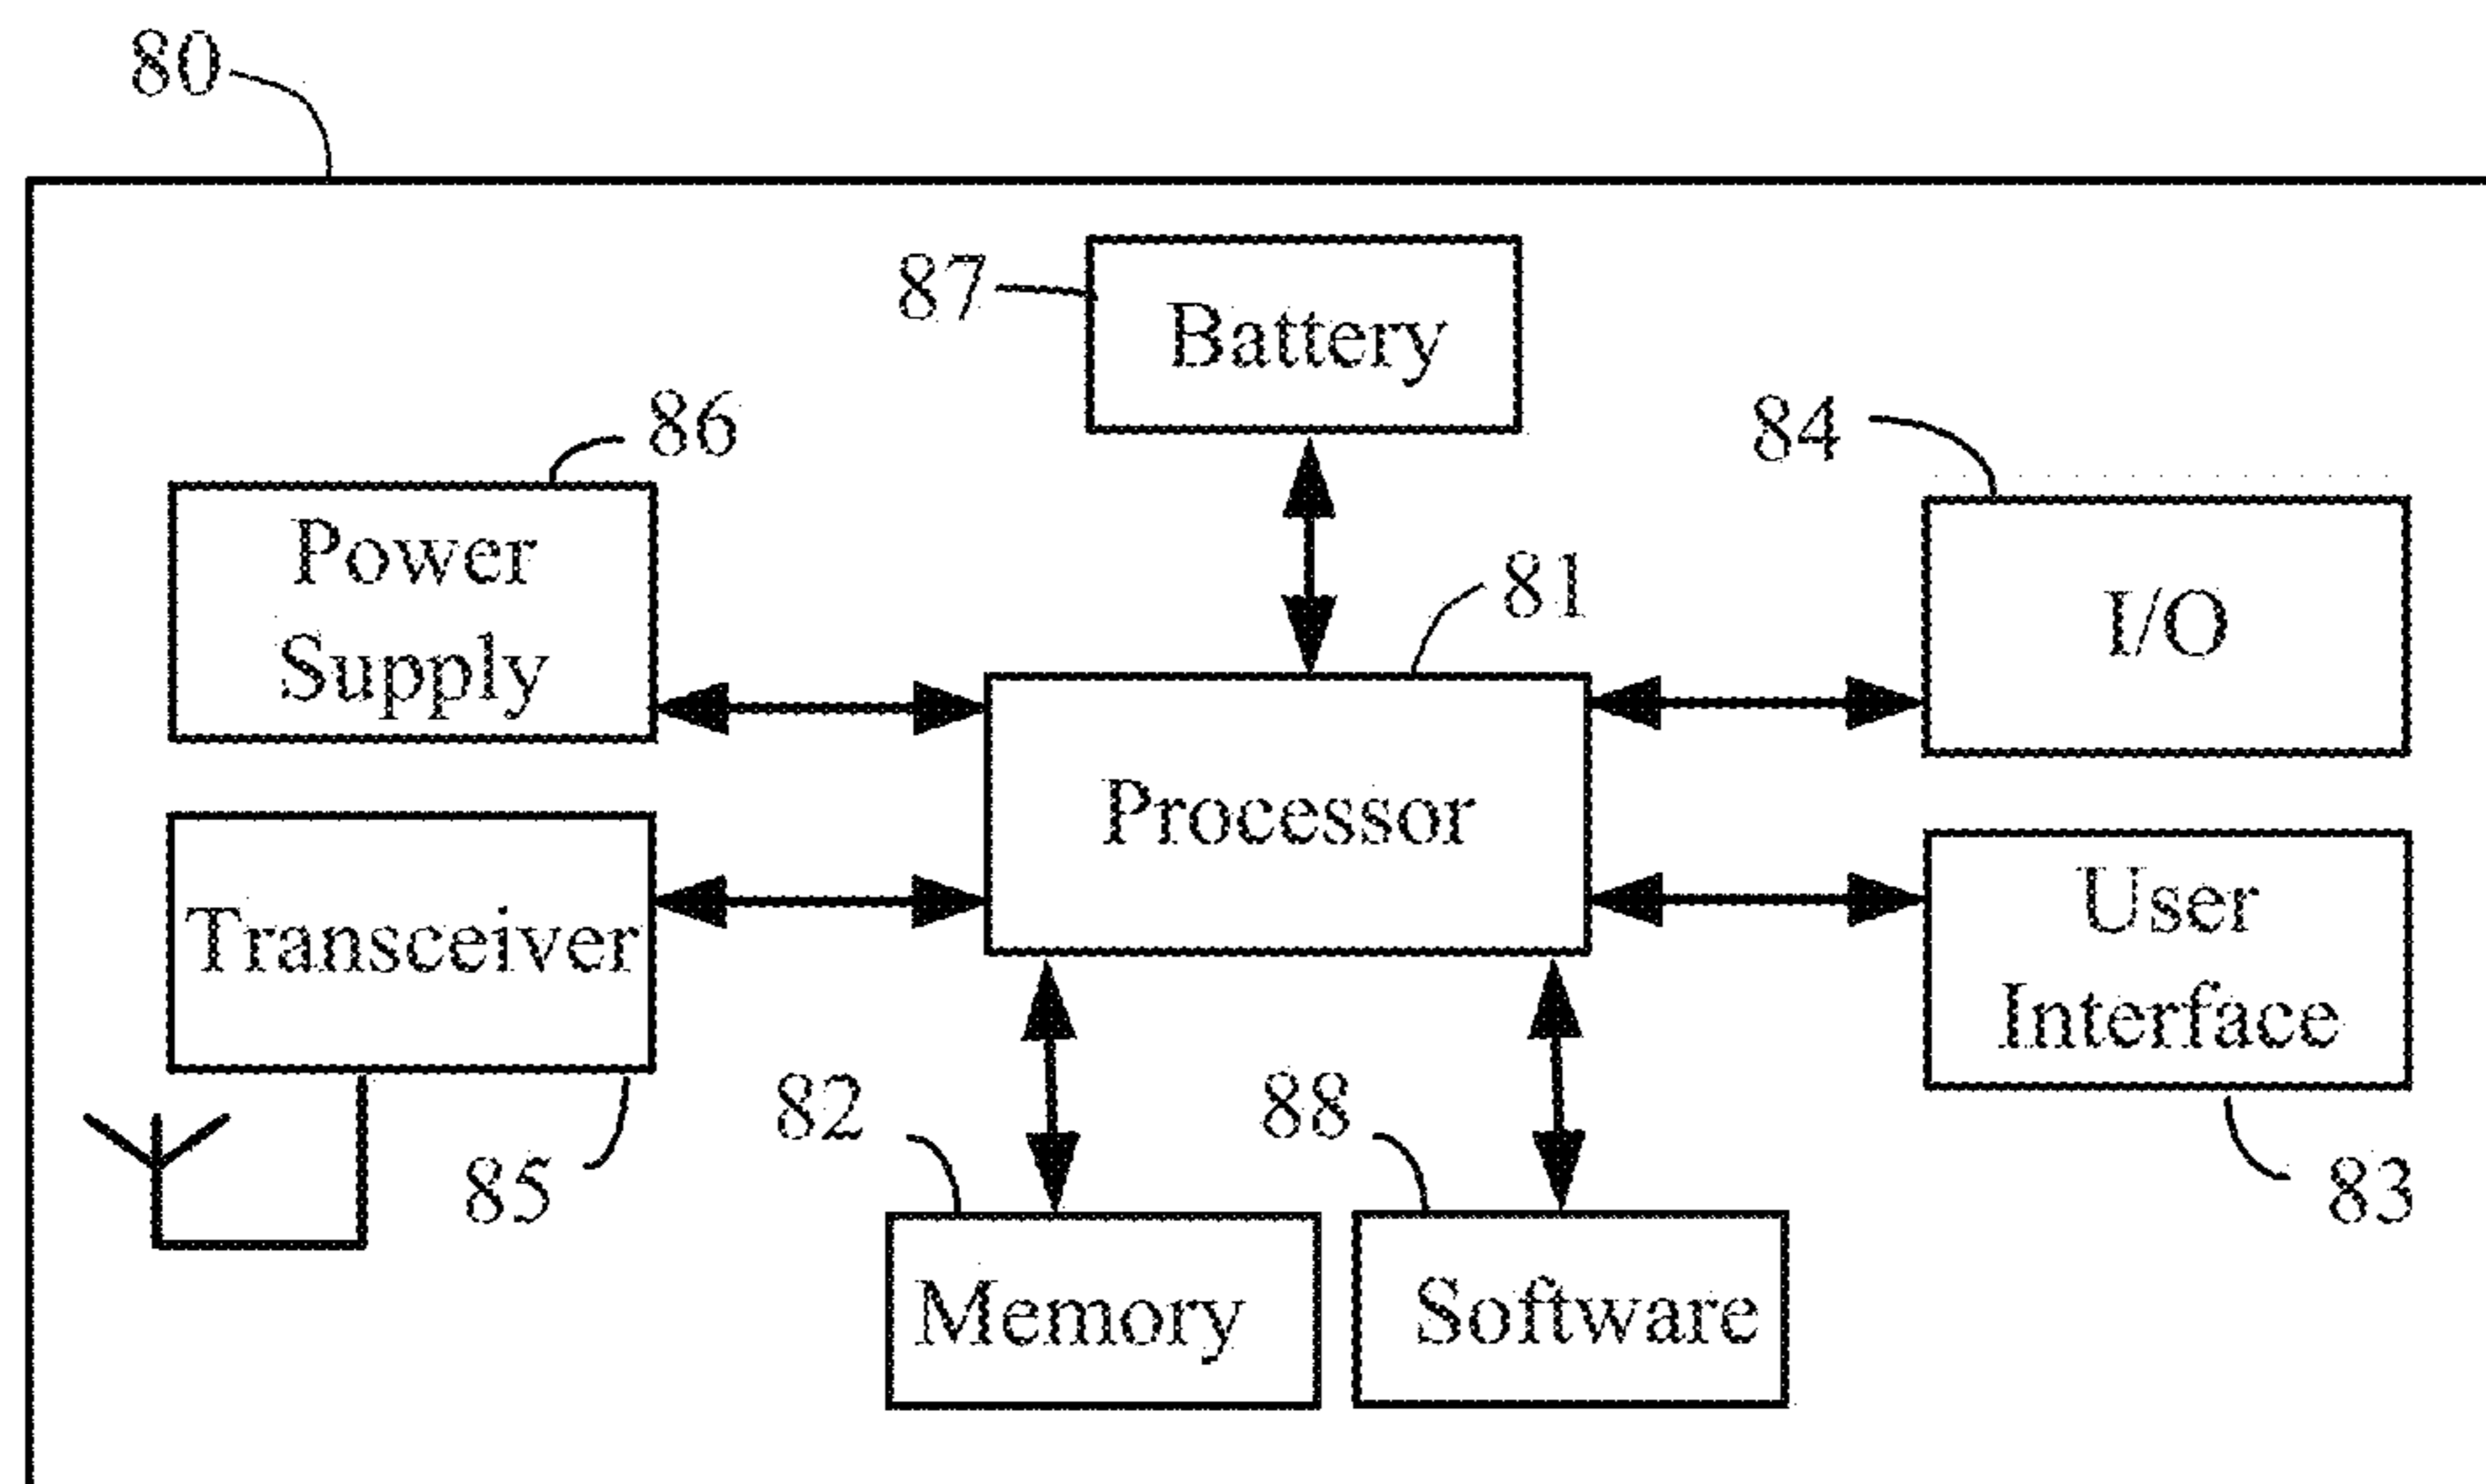 80
87
Battery
86
84
Power
Supply
81
I/O
Processor
Transceiver
User
Interface
82
88
85
83
Memory
Software